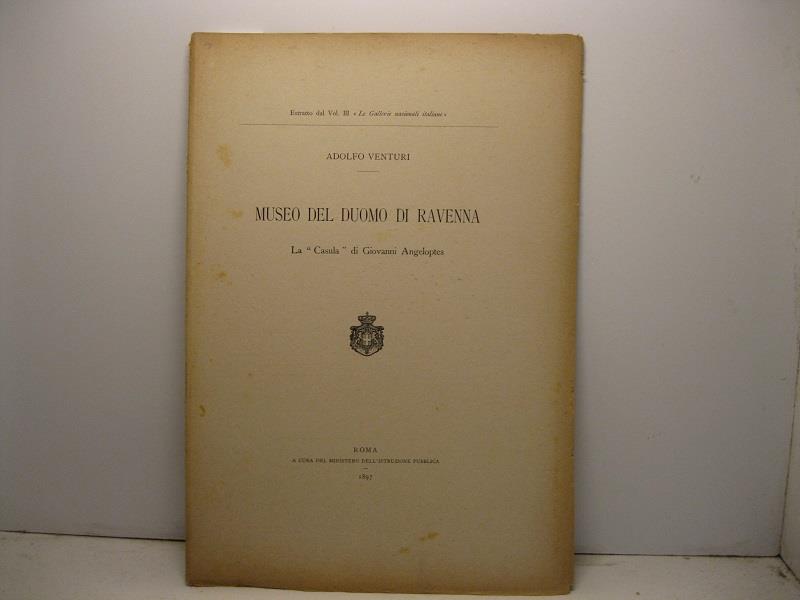 Estratto dal Vol. III « Le Gallerie nazionali italiane »
ADOLFO VENTURI
MUSEO DEL DUOMO DI RAVENNA
La “ Casula ” di Giovanni Angeloptes
ROMA
A CURA DEL MINISTERO DELL'ISTRUZIONE PUBBLICA
1897